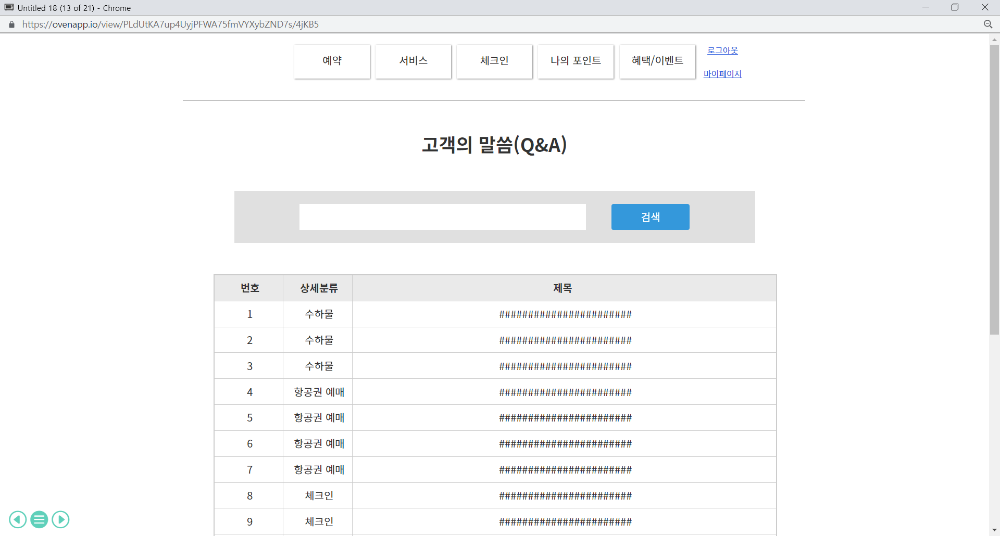 Untitled 18 (13 of 21) - Chrome
https://ovenapp.io/view/PLdUtKA7up4UyjPFWA75fmVYXybZND7s/4jKB5
예약 서비스 체크인 나의 포인트 혜택/이벤트 로그아웃
마이페이지
고객의 말씀(Q&A)
검색
번호 상세분류 제목
1 수하물 #######################
2 수하물 #######################
3 수하물 #######################
4 항공권 예매 #######################
5 항공권 예매 #######################
6 항공권 예매 #######################
7 항공권 예매 #######################
8 체크인 #######################
9 체크인 #######################